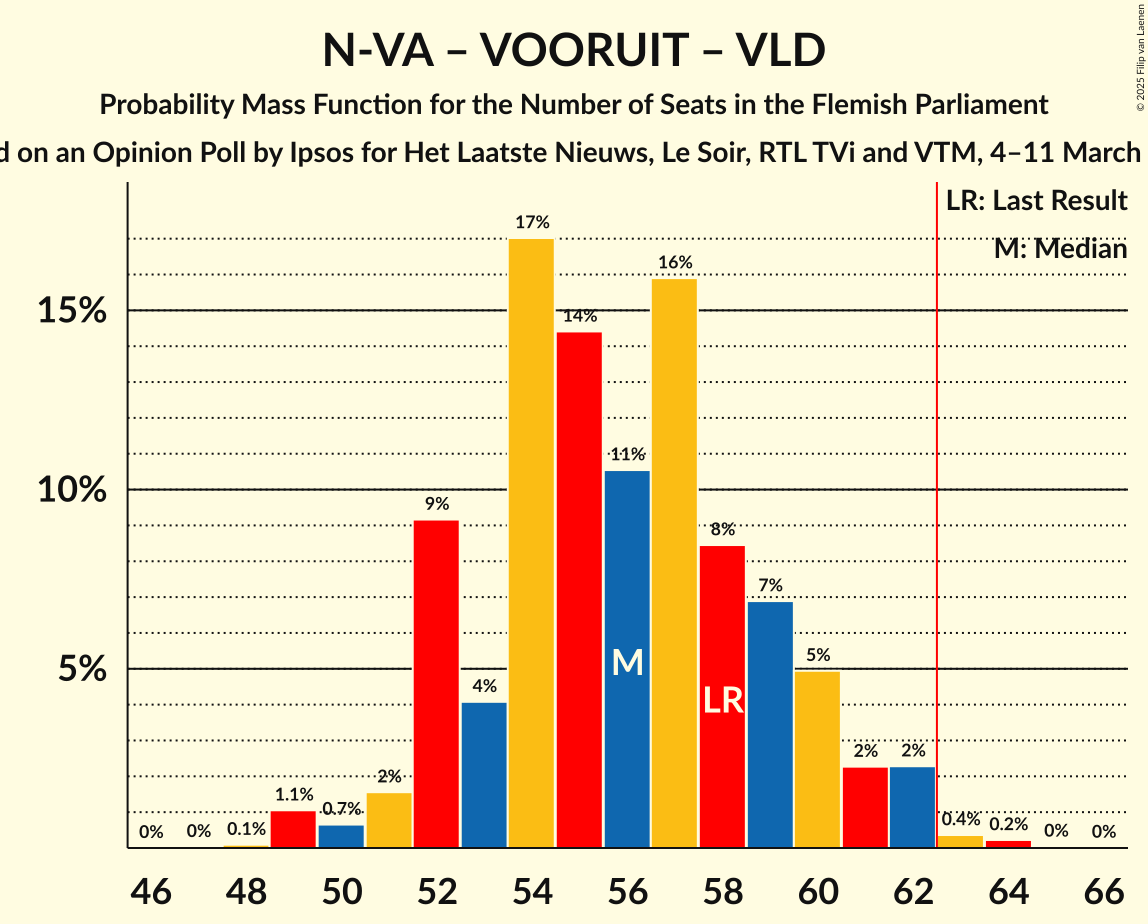 N-VA – VOORUIT – VLD
Probability Mass Function for the Number of Seats in the Flemish Parliament
on an Opinion Poll by Ipsos for Het Laatste Nieuws, Le Soir, RTL TVi and VTM, 4–11 March
© 2025 Filip van Laenen
LR: Last Result
M: Median
17%
16%
15%
14%
11%
10%
9%
8%
7%
M
5%
5%
4%
LR
2%
2%
2%
1.1%
0.7%
0.4%
0.2%
0.1%
0%
0%
0%
0%
46 48 50 52 54 56 58 60 62 64 66